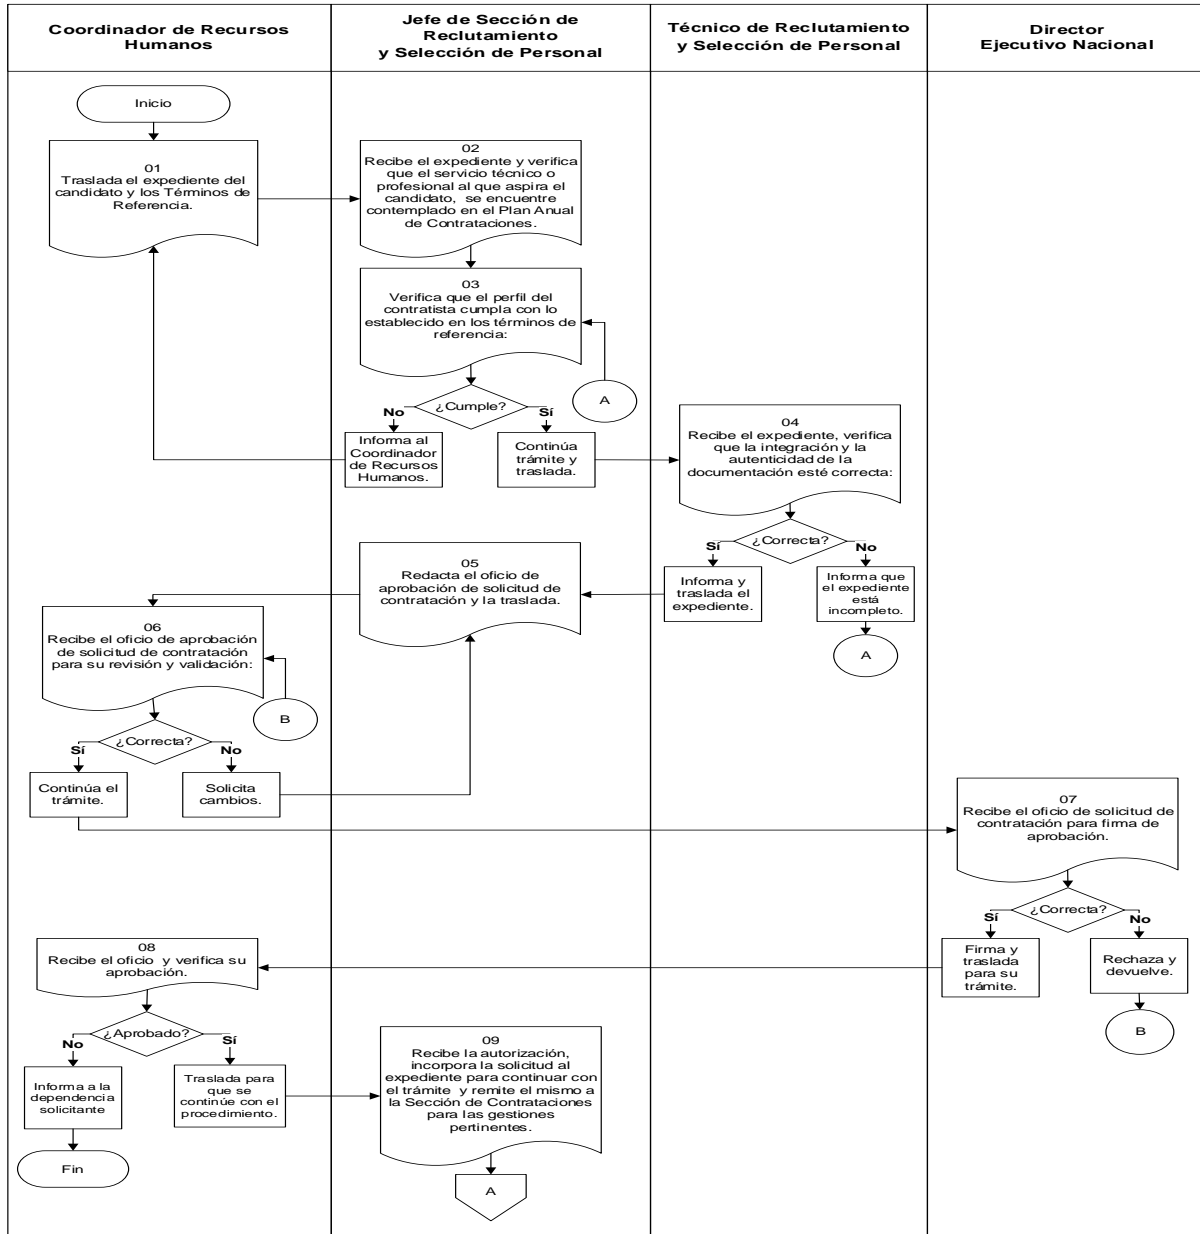 Coordinador de Recursos
Humanos
Jefe de Sección de
Reclutamiento
y Selección de Personal
Técnico de Reclutamiento
y Selección de Personal
Director
Ejecutivo Nacional
Inicio
01
Traslada el expediente del
candidato y los Términos de
Referencia.
02
Recibe el expediente y verifica
que el servicio técnico o
profesional al que aspira el
candidato, se encuentre
contemplado en el Plan Anual
de Contrataciones.
03
Verifica que el perfil del
contratista cumpla con lo
establecido en los términos de
referencia:
A
¿Cumple?
No
Sí
Informa al
Coordinador
de Recursos
Humanos.
Continúa
trámite y
traslada.
04
Recibe el expediente, verifica
que la integración y la
autenticidad de la
documentación esté correcta:
¿Correcta?
Sí
No
Informa y
traslada el
expediente.
Informa que
el expediente
está
incompleto.
A
05
Redacta el oficio de
aprobación de solicitud de
contratación y la traslada.
06
Recibe el oficio de aprobación
de solicitud de contratación
para su revisión y validación:
B
¿Correcta?
Sí
No
Continúa el
trámite.
Solicita
cambios.
07
Recibe el oficio de solicitud de
contratación para firma de
aprobación.
¿Correcta?
Sí
No
Firma y
traslada
para su
trámite.
Rechaza y
devuelve.
B
08
Recibe el oficio y verifica su
aprobación.
¿Aprobado?
No
Sí
Informa a la
dependencia
solicitante
Traslada para
que se
continúe con el
procedimiento.
Fin
09
Recibe la autorización,
incorpora la solicitud al
expediente para continuar con
el trámite y remite el mismo a
la Sección de Contrataciones
para las gestiones
pertinentes.
A